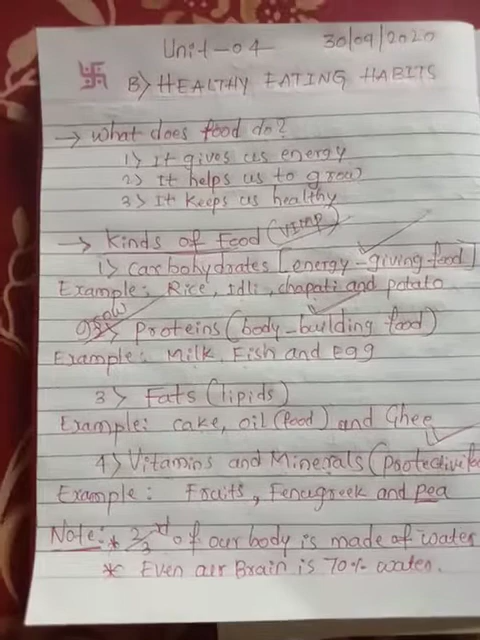 Unit-04 30/09/2020
卐 B) HEALTHY EATING HABITS
→ What does food do?
1) It gives us energy
2) It helps us to grow
3) It keeps us healthy
→ Kinds of Food (VIMP)
1) Carbohydrates [energy-giving food]
Example: Rice, Idli, chapati and potato
Proteins (body-building food)
Example: Milk, Fish and Egg
3) Fats (lipids)
Example: cake, oil (food) and Ghee
4) Vitamins and Minerals (protective
Example: Fruits, Fenugreek and pea
Note: * 2/3rd of our body is made of water
* Even our Brain is 70% water.